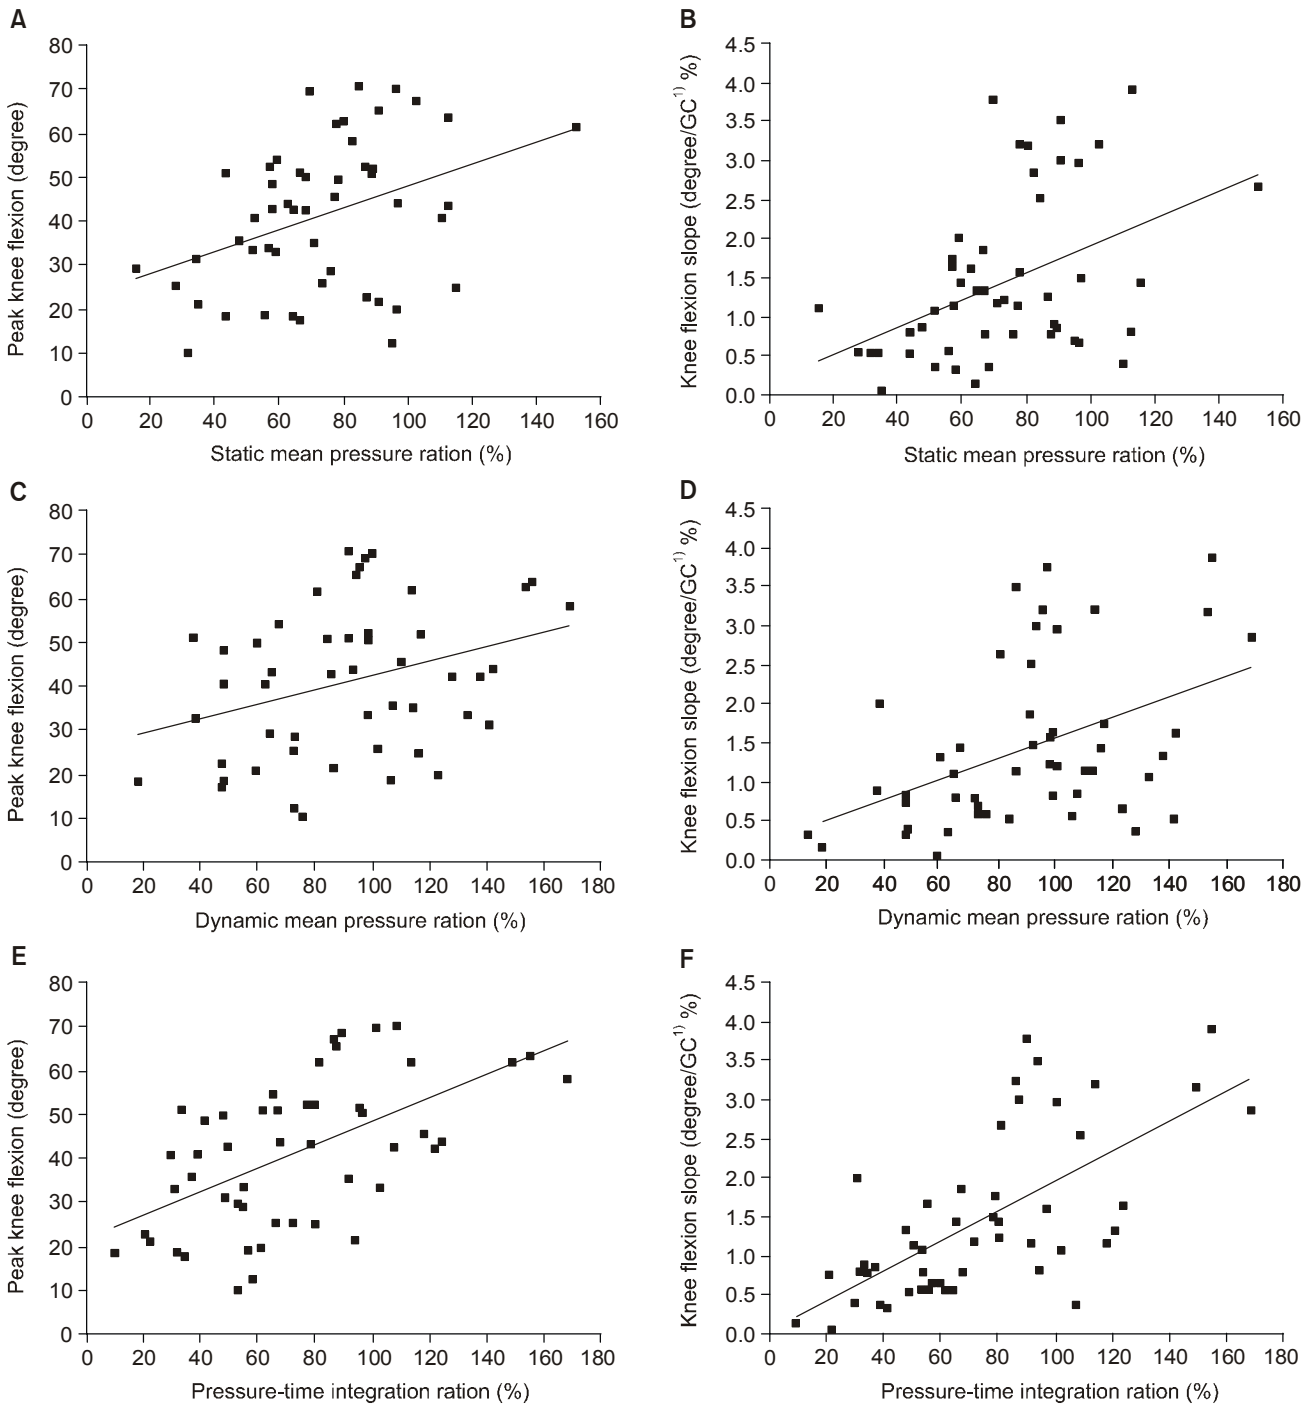 A
Peak knee flexion (degree)
80
70
60
50
40
30
20
10
0
0 20 40 60 80 100 120 140 160
Static mean pressure ration (%)
B
Knee flexion slope (degree/GC¹⁾ %)
4.5
4.0
3.5
3.0
2.5
2.0
1.5
1.0
0.5
0.0
0 20 40 60 80 100 120 140 160
Static mean pressure ration (%)
C
Peak knee flexion (degree)
80
70
60
50
40
30
20
10
0
0 20 40 60 80 100 120 140 160 180
Dynamic mean pressure ration (%)
D
Knee flexion slope (degree/GC¹⁾ %)
4.5
4.0
3.5
3.0
2.5
2.0
1.5
1.0
0.5
0.0
0 20 40 60 80 100 120 140 160 180
Dynamic mean pressure ration (%)
E
Peak knee flexion (degree)
80
70
60
50
40
30
20
10
0
0 20 40 60 80 100 120 140 160 180
Pressure-time integration ration (%)
F
Knee flexion slope (degree/GC¹⁾ %)
4.5
4.0
3.5
3.0
2.5
2.0
1.5
1.0
0.5
0.0
0 20 40 60 80 100 120 140 160 180
Pressure-time integration ration (%)